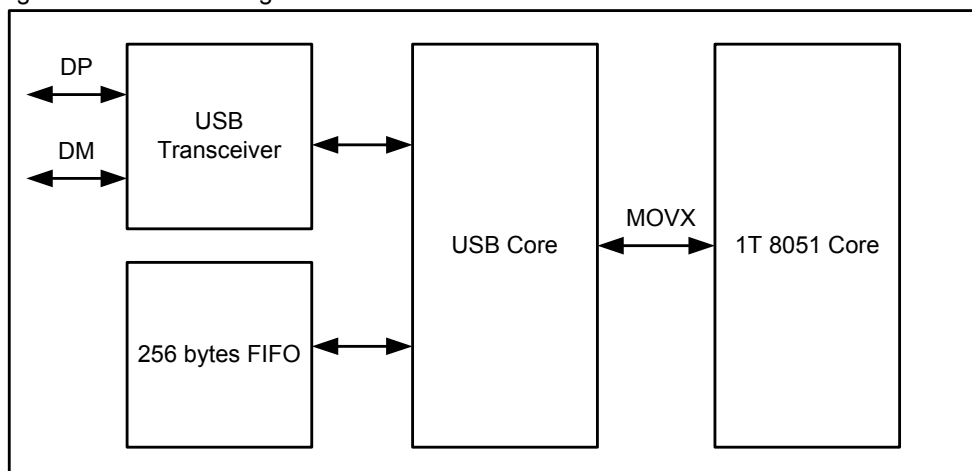 DP
USB
Transceiver
DM
MOVX
USB Core
1T 8051 Core
256 bytes FIFO